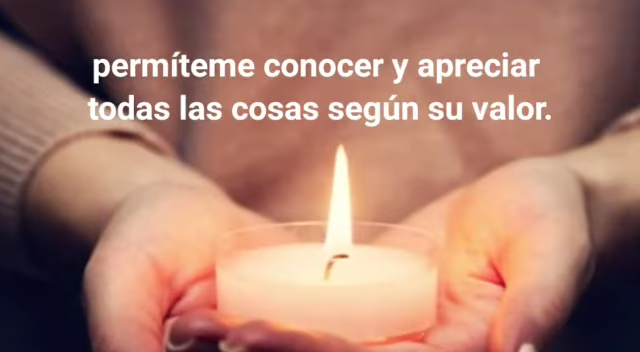 permíteme conocer y apreciar
todas las cosas según su valor.